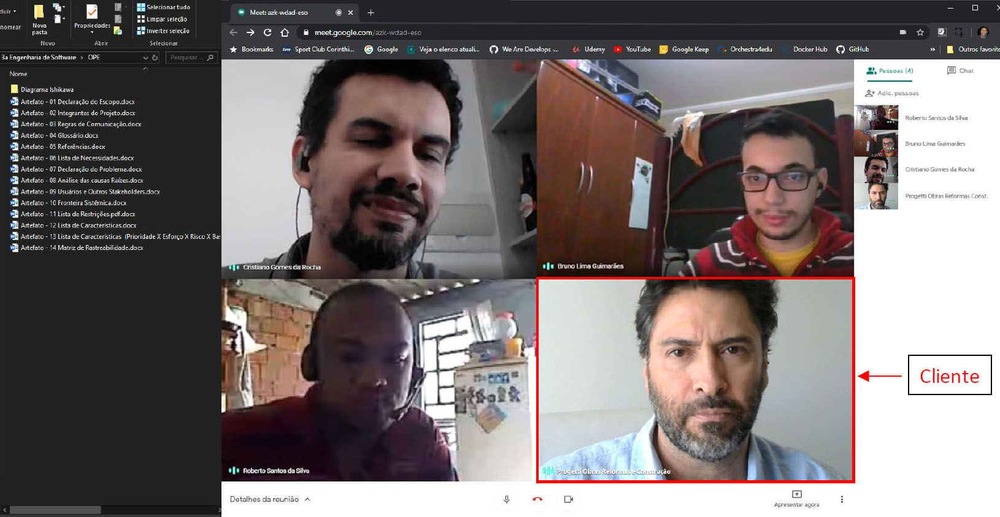 duir
nomear
Nova
pasta
Novo
Propriedades
Abrir
Selecionar tudo
Limpar seleção
Inverter seleção
Selecionar
3a Engenharia de Software > OPE
Pesquisar ...
Nome
Diagrama Ishikawa
Artefato - 01 Declaração do Escopo.docx
Artefato - 02 Integrantes do Projeto.docx
Artefato - 03 Regras de Comunicação.docx
Artefato - 04 Glossário.docx
Artefato - 05 Referências.docx
Artefato - 06 Lista de Necessidades.docx
Artefato - 07 Declaração do Problema.docx
Artefato - 08 Análise das causas Raízes.docx
Artefato - 09 Usuários e Outros Stakeholders.docx
Artefato - 10 Fronteira Sistêmica.docx
Artefato - 11 Lista de Restrições.pdf.docx
Artefato - 12 Lista de Características.docx
Artefato - 13 Lista de Características (Prioridade X Esforço X Risco X Ba
Artefato - 14 Matriz de Rastreabilidade.docx
Meet: azk-wdad-eso
meet.google.com/azk-wdad-eso
Bookmarks Sport Club Corinthi... Google Veja o elenco atuali... We Are Develops -... Udemy YouTube Google Keep Orchestra4edu Docker Hub GitHub » Outros favorito
Cristiano Gomes da Rocha
Bruno Lima Guimarães
Roberto Santos da Silva
Progetti Obras Reformas e Construção
Pessoas (4)
Chat
Adic. pessoas
Roberto Santos da Silva
Bruno Lima Guimarães
Cristiano Gomes da Rocha
Progetti Obras Reformas Const.
Cliente
Detalhes da reunião
Apresentar agora